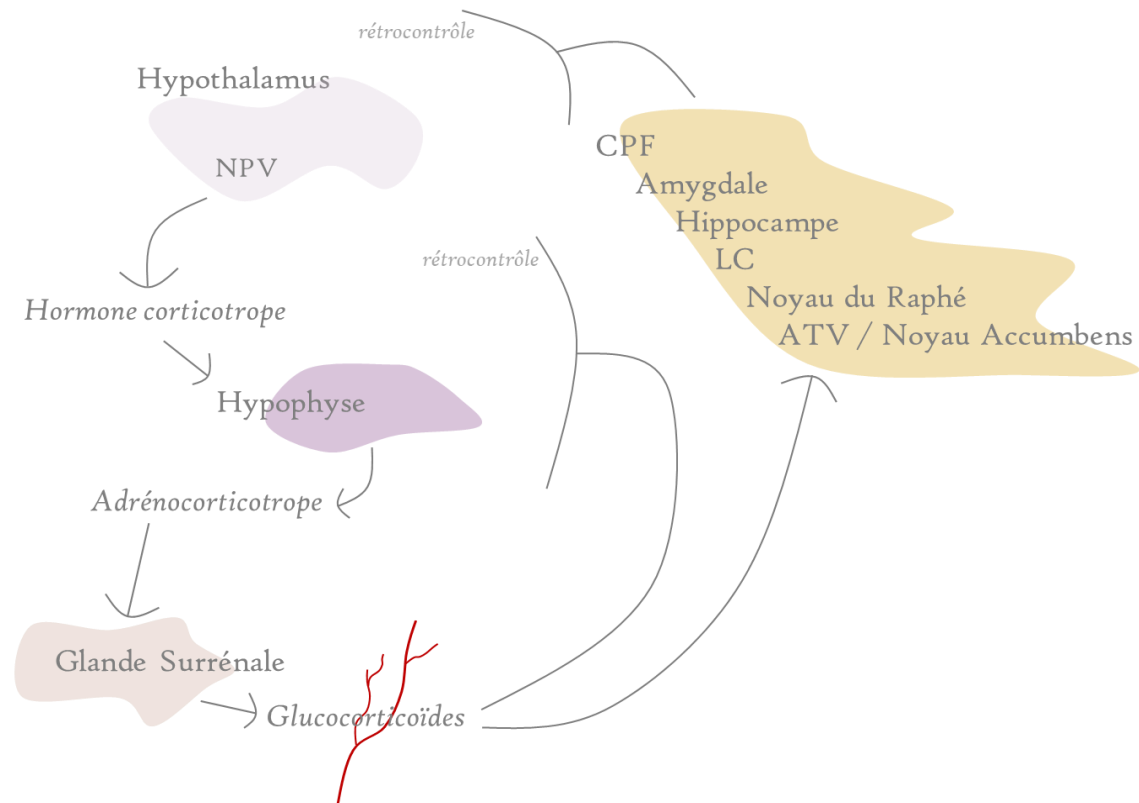 rétrocontrôle
Hypothalamus
NPV
CPF
Amygdale
Hippocampe
LC
Noyau du Raphé
ATV / Noyau Accumbens
rétrocontrôle
Hormone corticotrope
Hypophyse
Adrénocorticotrope
Glande Surrénale
Glucocorticoïdes